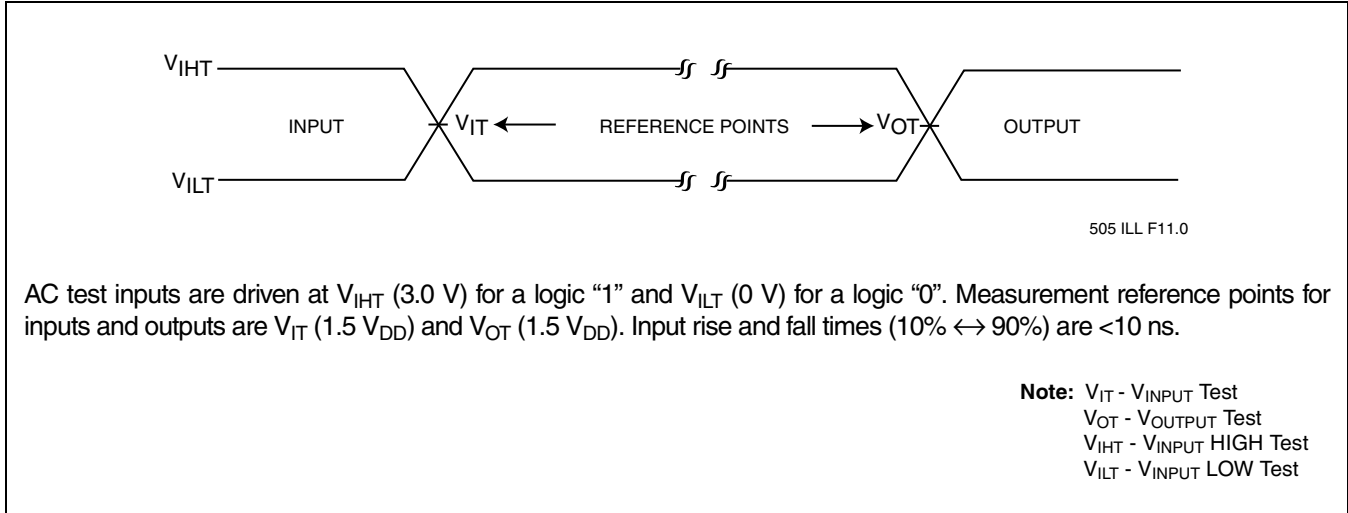 VIHT
INPUT VIT REFERENCE POINTS VOT OUTPUT
VILT
505 ILL F11.0
AC test inputs are driven at VIHT (3.0 V) for a logic “1” and VILT (0 V) for a logic “0”. Measurement reference points for
inputs and outputs are VIT (1.5 VDD) and VOT (1.5 VDD). Input rise and fall times (10% ↔ 90%) are <10 ns.
Note: VIT - VINPUT Test
VOT - VOUTPUT Test
VIHT - VINPUT HIGH Test
VILT - VINPUT LOW Test